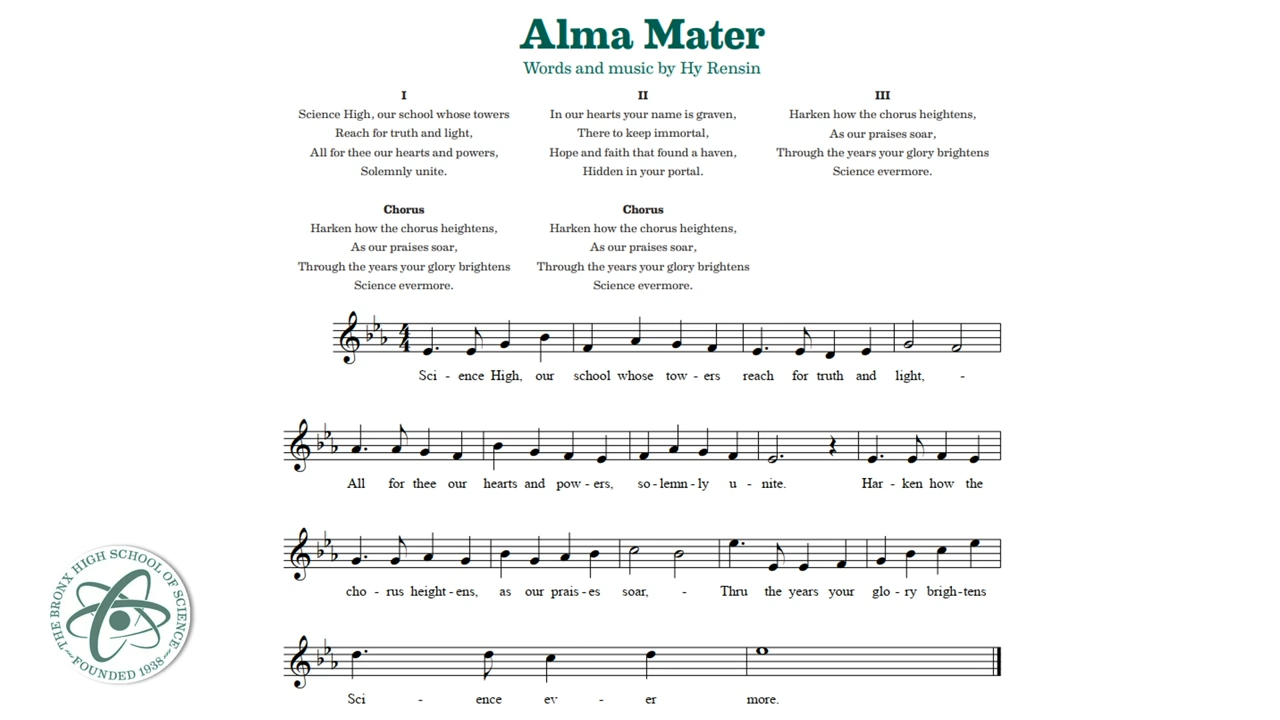 Alma Mater
Words and music by Hy Rensin
I
Science High, our school whose towers
Reach for truth and light,
All for thee our hearts and powers,
Solemnly unite.
Chorus
Harken how the chorus heightens,
As our praises soar,
Through the years your glory brightens
Science evermore.
II
In our hearts your name is graven,
There to keep immortal,
Hope and faith that found a haven,
Hidden in your portal.
Chorus
Harken how the chorus heightens,
As our praises soar,
Through the years your glory brightens
Science evermore.
III
Harken how the chorus heightens,
As our praises soar,
Through the years your glory brightens
Science evermore.
4
4
Sci - ence High, our school whose tow - ers reach for truth and light, -
All for thee our hearts and pow - ers, so - lemn - ly u - nite. Har - ken how the
cho - rus height - ens, as our prais - es soar, - Thru the years your glo - ry brigh - tens
Sci - ence ev - er more.
THE BRONX HIGH SCHOOL OF SCIENCE
FOUNDED 1938